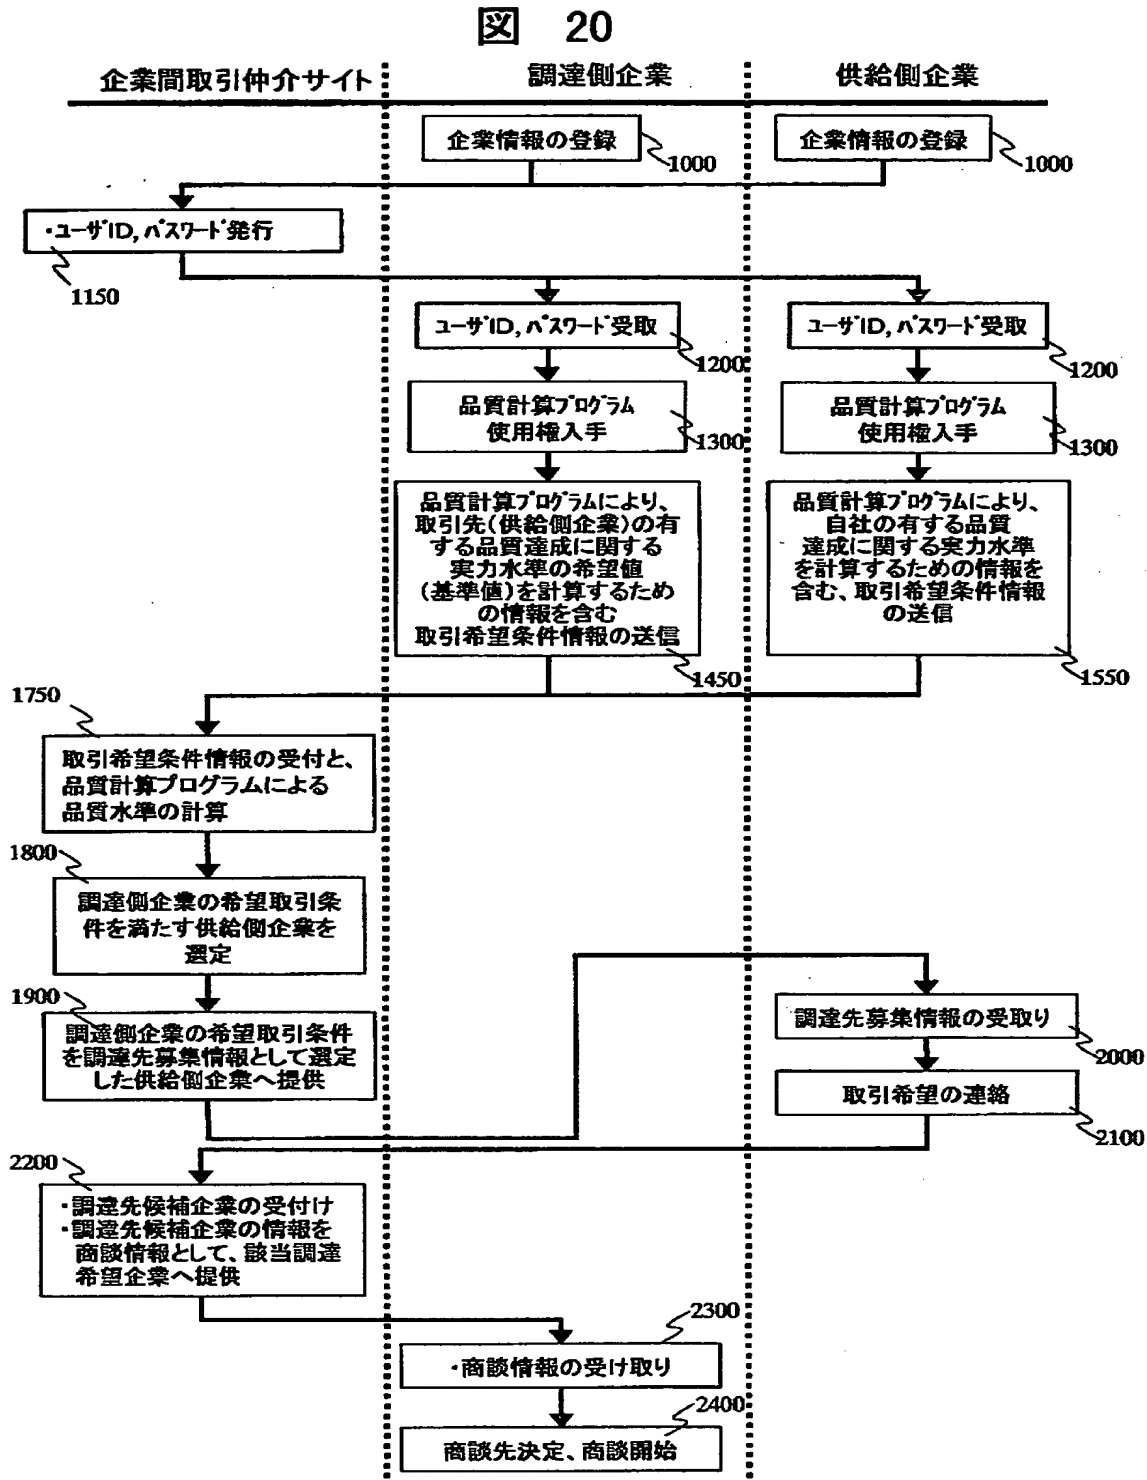 図 20
企業間取引仲介サイト
調達側企業
供給側企業
企業情報の登録
1000
企業情報の登録
1000
・ユーザID,パスワード発行
1150
ユーザID,パスワード受取
1200
ユーザID,パスワード受取
1200
品質計算プログラム
使用権入手
1300
品質計算プログラム
使用権入手
1300
品質計算プログラムにより、
取引先(供給側企業)の有
する品質達成に関する
実力水準の希望値
(基準値)を計算するため
の情報を含む
取引希望条件情報の送信
1450
品質計算プログラムにより、
自社の有する品質
達成に関する実力水準
を計算するための情報を
含む、取引希望条件情報
の送信
1550
1750
取引希望条件情報の受付と、
品質計算プログラムによる
品質水準の計算
1800
調達側企業の希望取引条
件を満たす供給側企業を
選定
1900
調達側企業の希望取引条件
を調達先募集情報として選定
した供給側企業へ提供
調達先募集情報の受取り
2000
取引希望の連絡
2100
2200
・調達先候補企業の受付け
・調達先候補企業の情報を
商談情報として、該当調達
希望企業へ提供
2300
・商談情報の受け取り
2400
商談先決定、商談開始